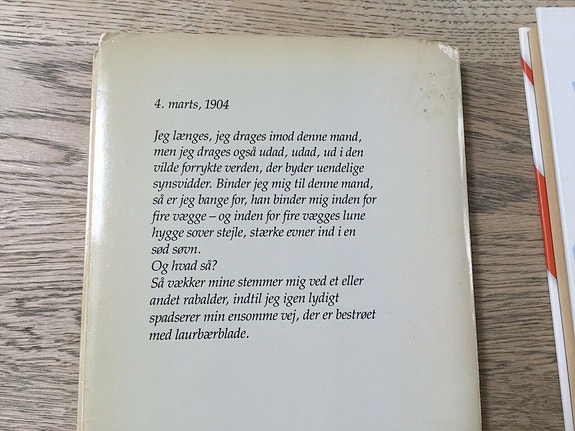 4. marts, 1904
Jeg længes, jeg drages imod denne mand,
men jeg drages også udad, udad, ud i den
vilde forrykte verden, der byder uendelige
synsvidder. Binder jeg mig til denne mand,
så er jeg bange for, han binder mig inden for
fire vægge – og inden for fire vægges lune
hygge sover stejle, stærke evner ind i en
sød søvn.
Og hvad så?
Så vækker mine stemmer mig ved et eller
andet rabalder, indtil jeg igen lydigt
spadserer min ensomme vej, der er bestrøet
med laurbærblade.